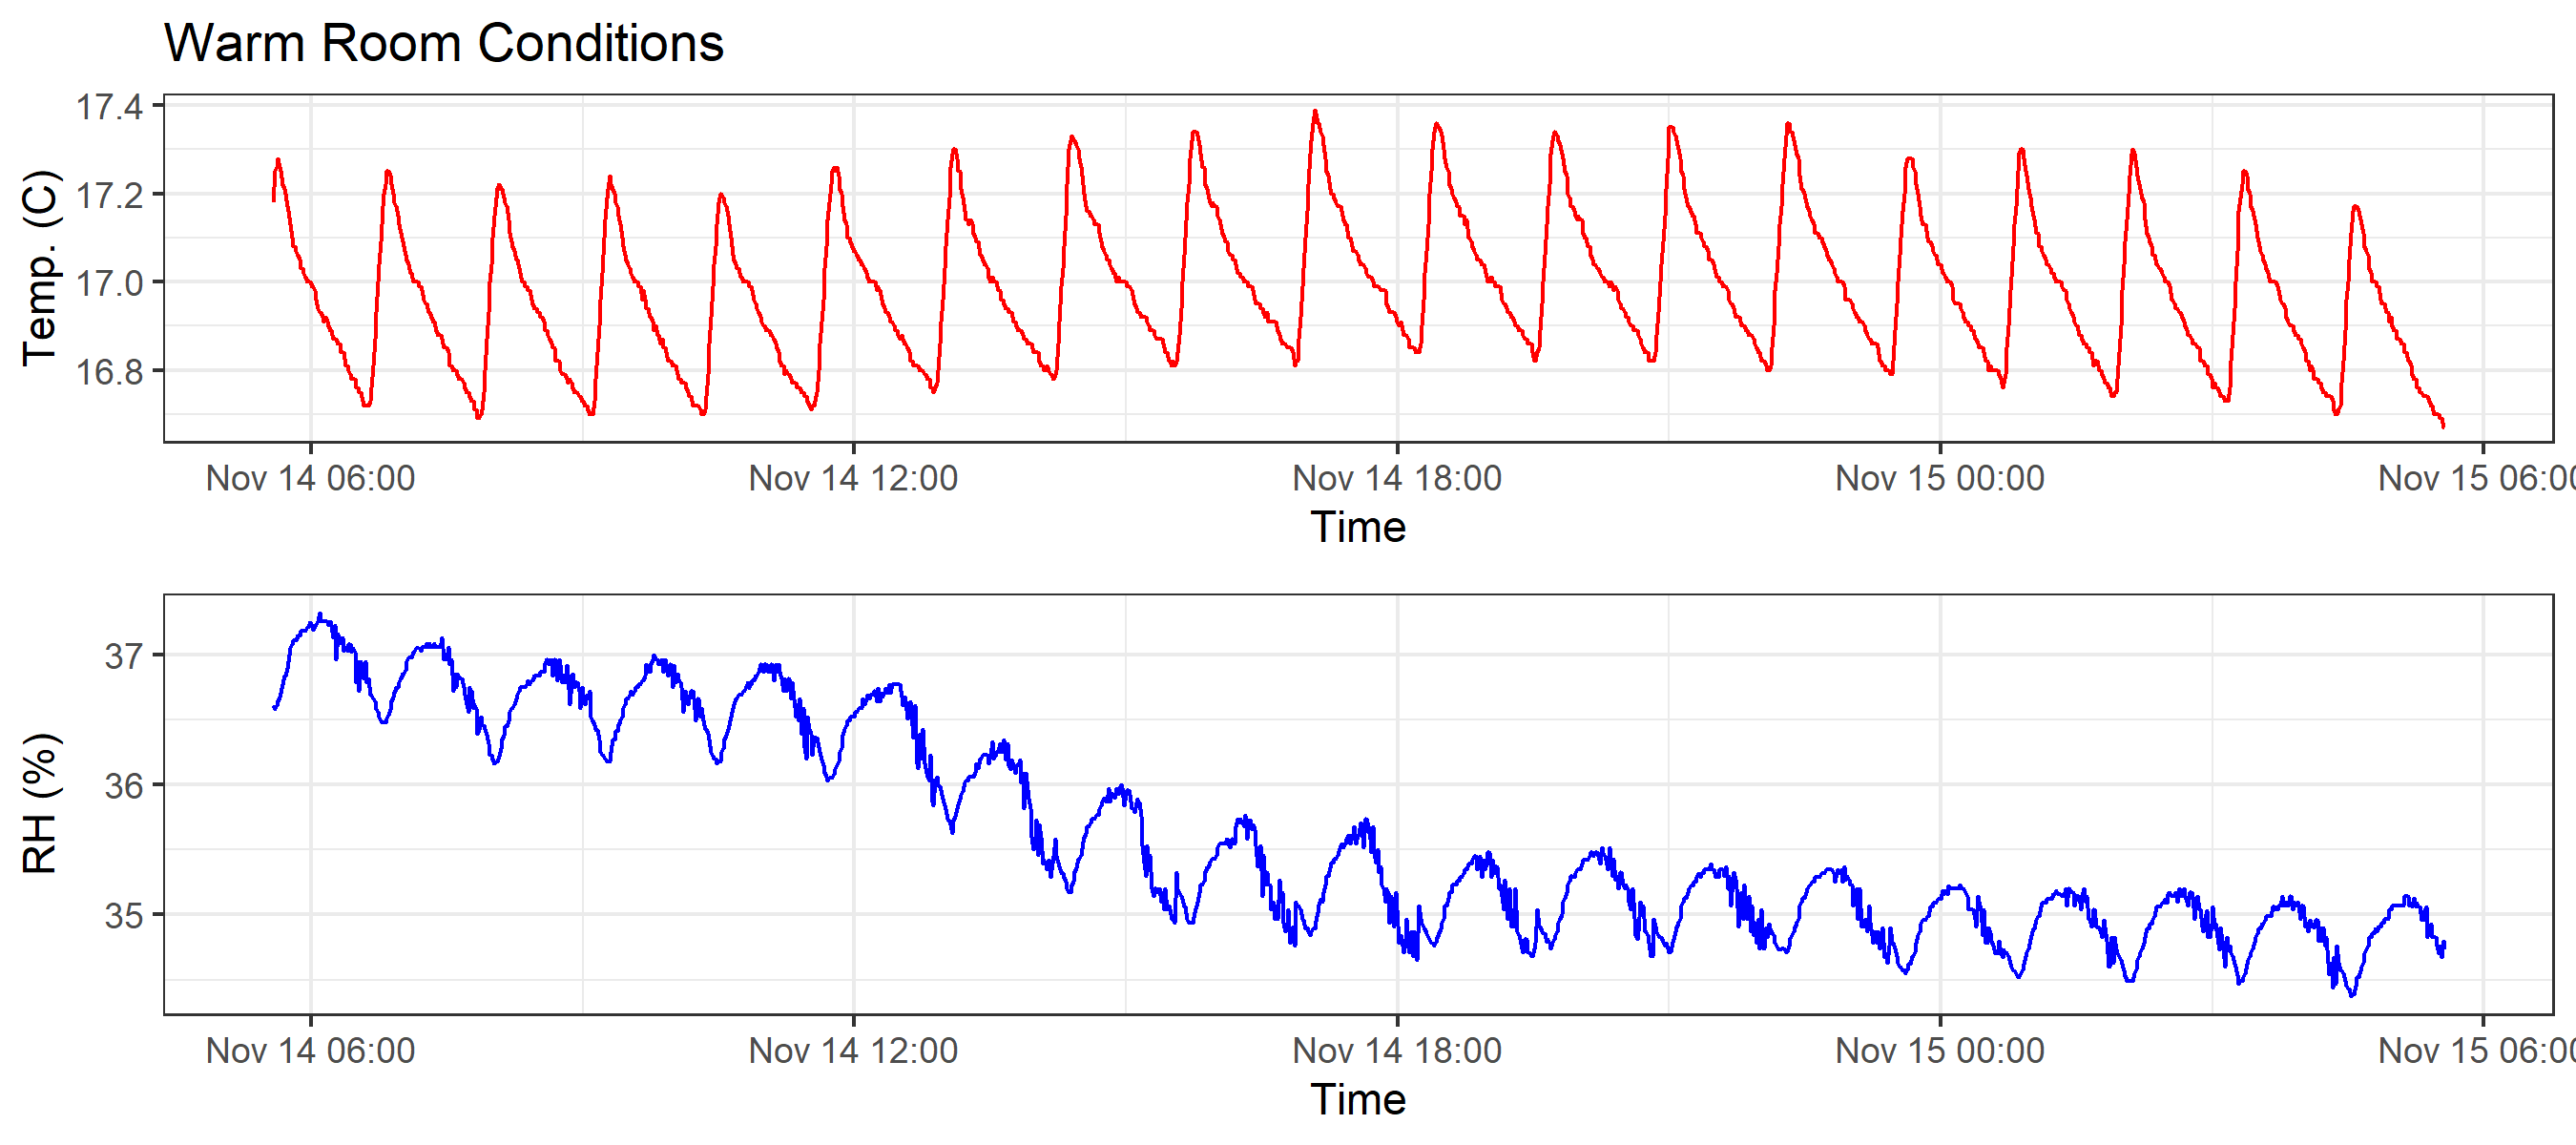 Warm Room Conditions
Temp. (C)
17.4
17.2
17.0
16.8
Nov 14 06:00 Nov 14 12:00 Nov 14 18:00 Nov 15 00:00 Nov 15 06:00
Time
RH (%)
37
36
35
Nov 14 06:00 Nov 14 12:00 Nov 14 18:00 Nov 15 00:00 Nov 15 06:00
Time